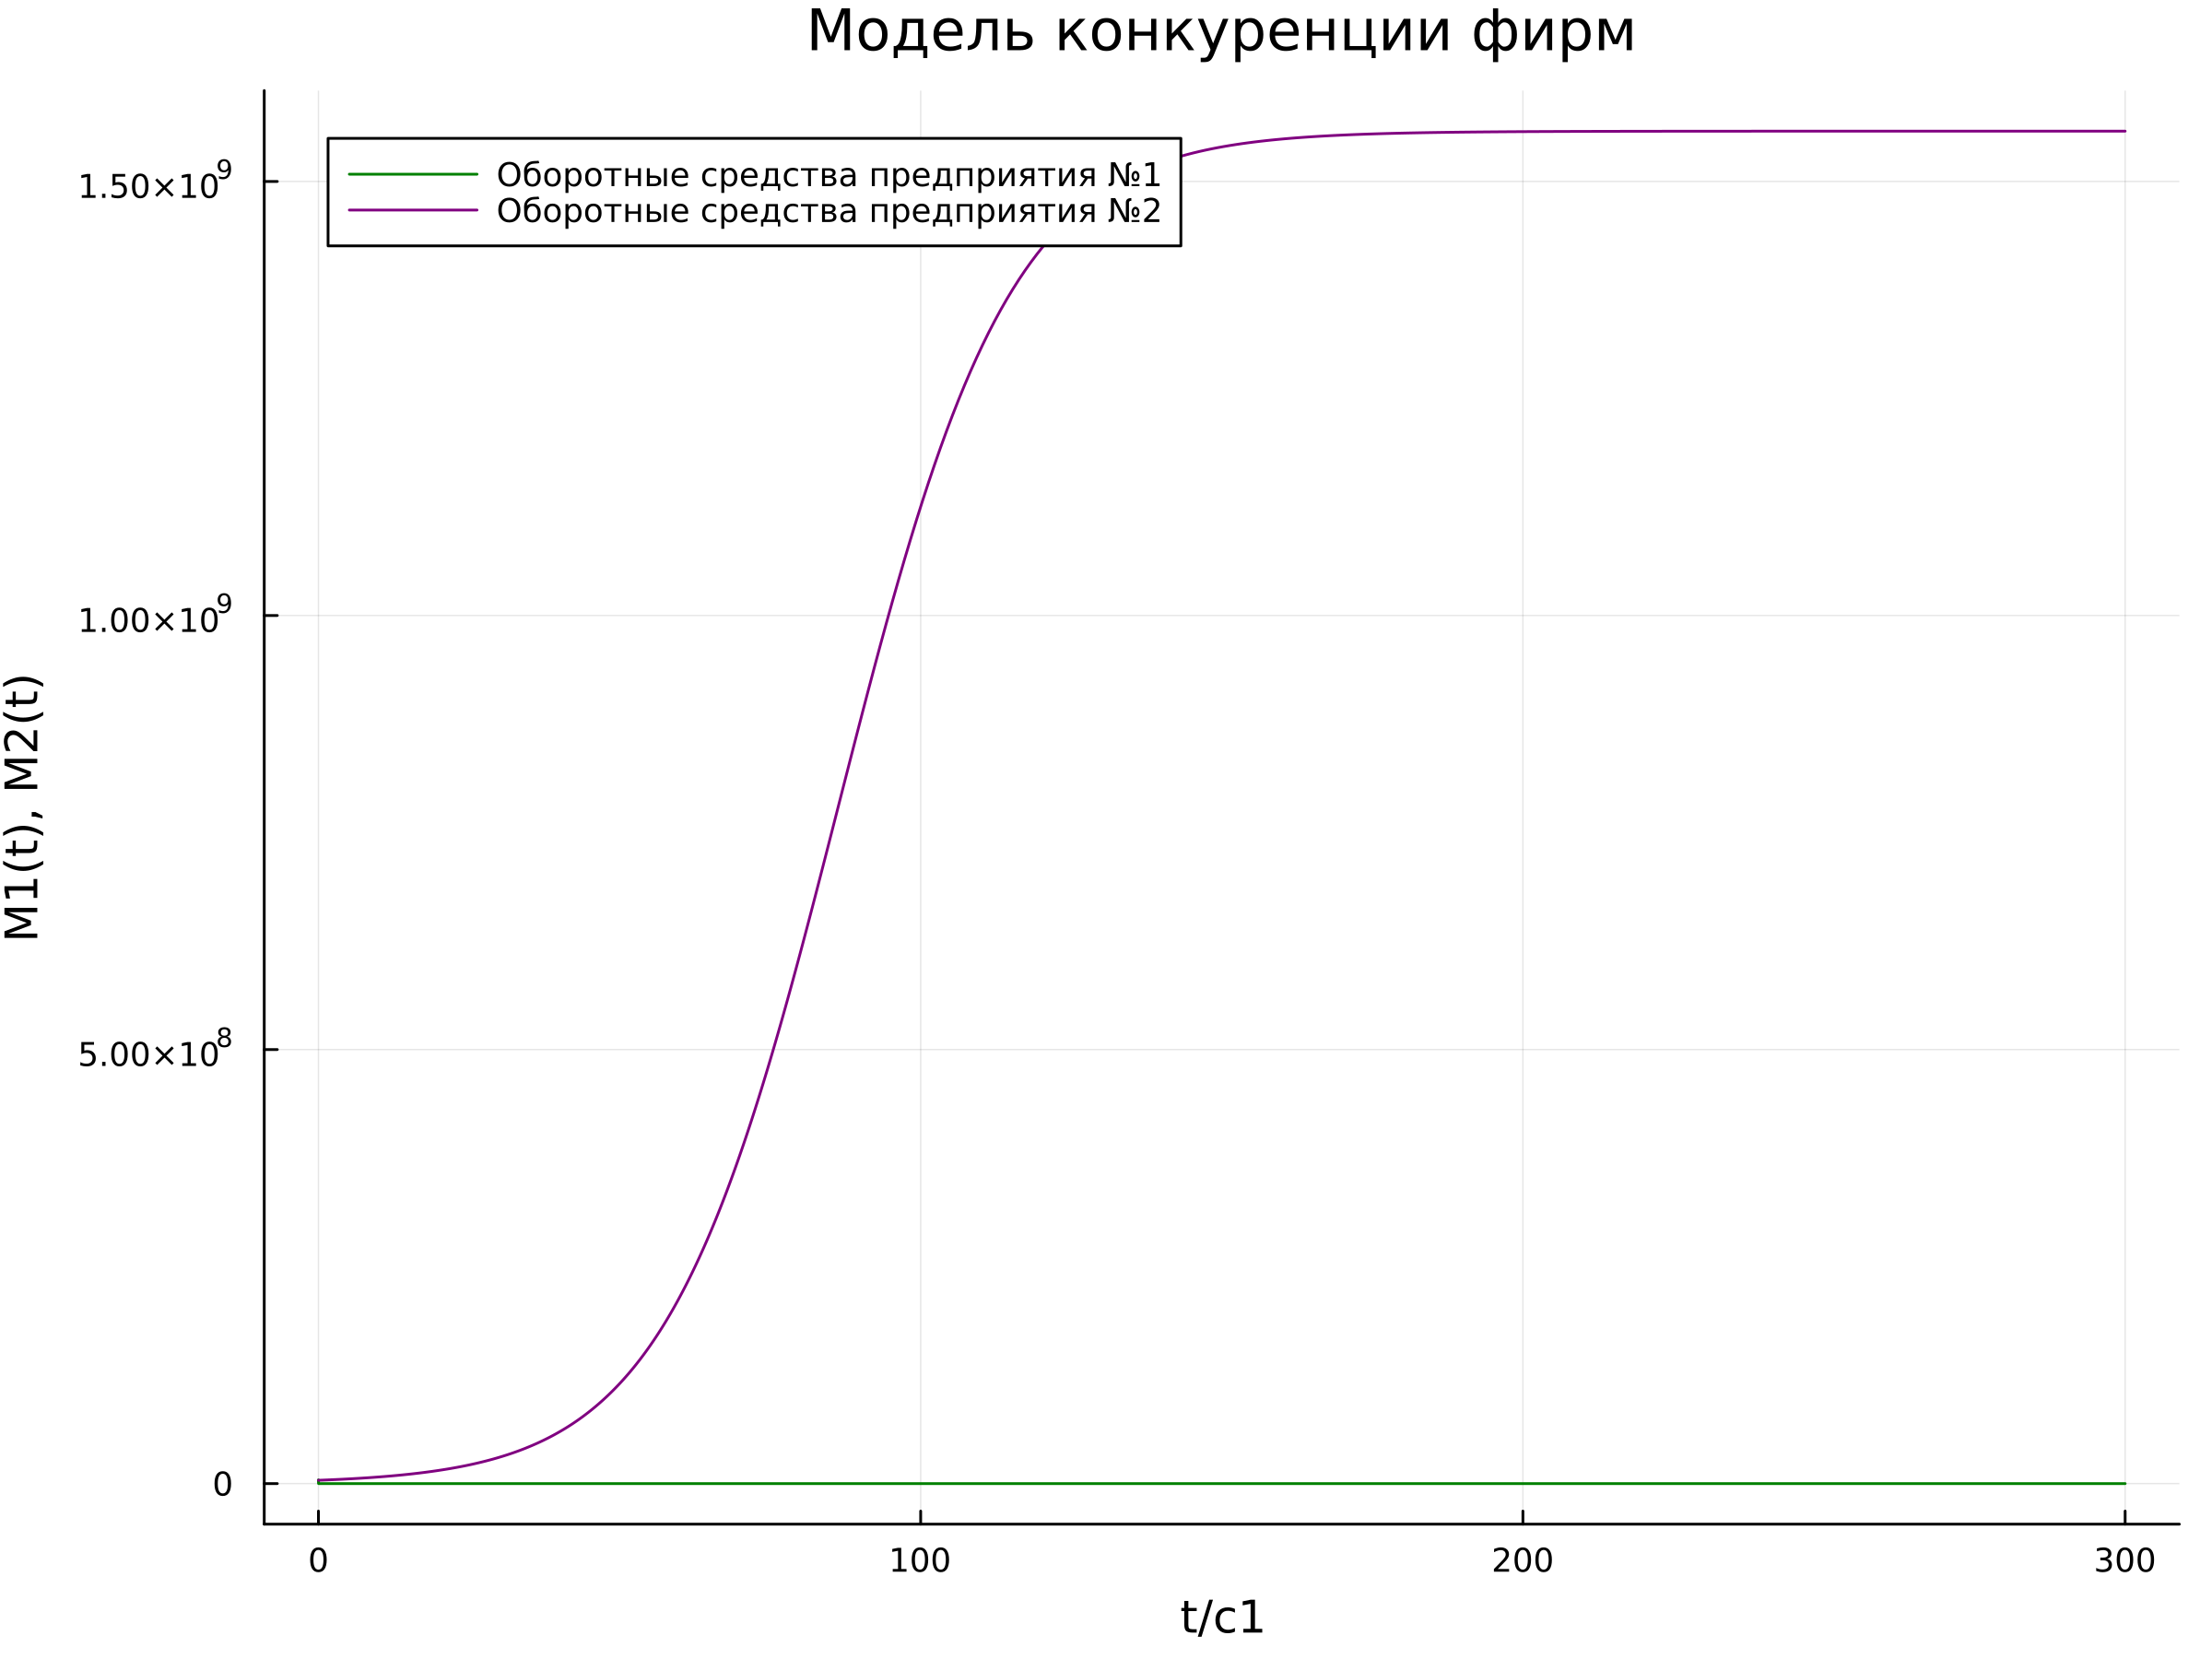 Модель конкуренции фирм
Оборотные средства предприятия №1
Оборотные средства предприятия №2
1.50×10⁹
1.00×10⁹
5.00×10⁸
0
M1(t), M2(t)
0 100 200 300
t/c1